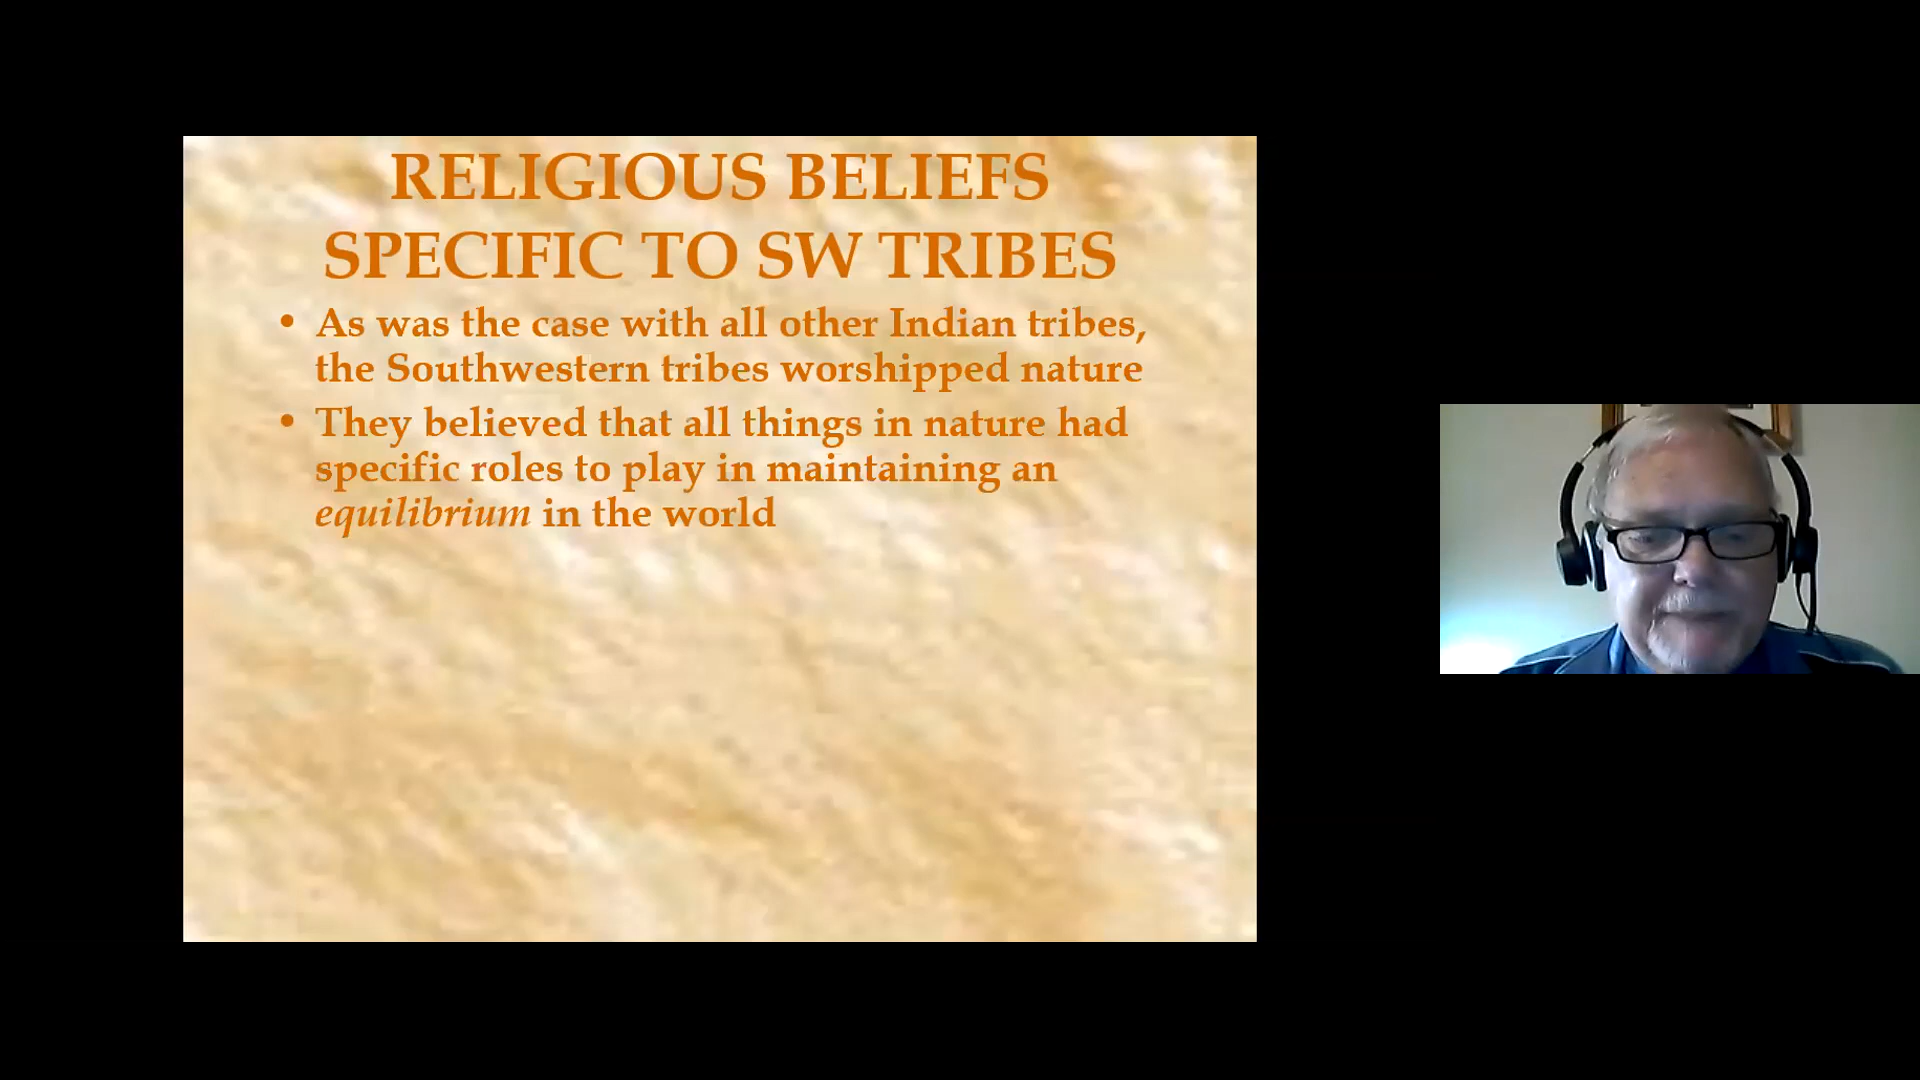 RELIGIOUS BELIEFS
SPECIFIC TO SW TRIBES
• As was the case with all other Indian tribes,
the Southwestern tribes worshipped nature
• They believed that all things in nature had
specific roles to play in maintaining an
equilibrium in the world